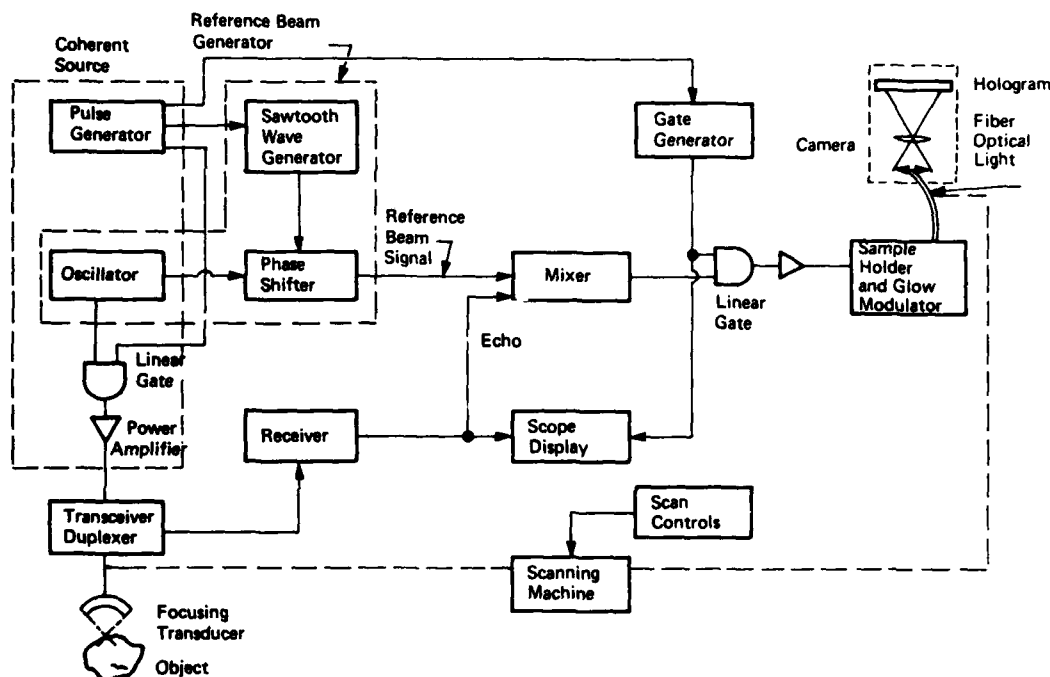 Reference Beam
Generator
Coherent
Source
Pulse
Generator
Sawtooth
Wave
Generator
Gate
Generator
Hologram
Camera
Fiber
Optical
Light
Reference
Beam
Signal
Oscillator
Phase
Shifter
Mixer
Linear
Gate
Sample
Holder
and Glow
Modulator
Echo
Linear
Gate
Power
Amplifier
Receiver
Scope
Display
Transceiver
Duplexer
Scan
Controls
Scanning
Machine
Focusing
Transducer
Object